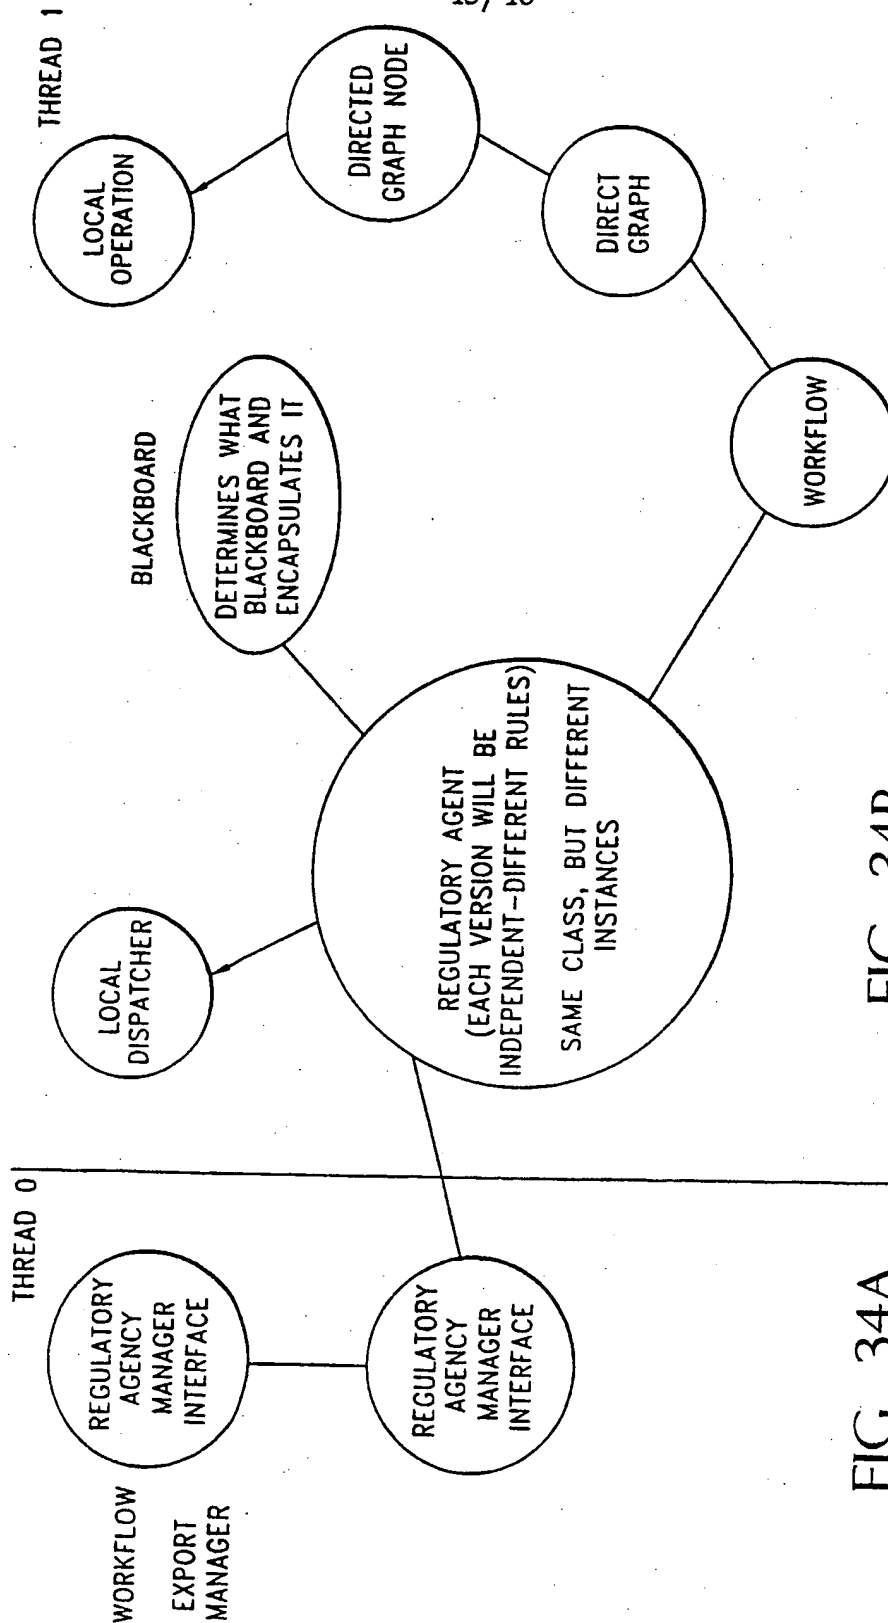 THREAD 0
WORKFLOW
EXPORT
MANAGER
REGULATORY
AGENCY
MANAGER
INTERFACE
REGULATORY
AGENCY
MANAGER
INTERFACE
FIG. 34A
THREAD 1
LOCAL
DISPATCHER
BLACKBOARD
DETERMINES WHAT
BLACKBOARD AND
ENCAPSULATES IT
LOCAL
OPERATION
DIRECTED
GRAPH NODE
DIRECT
GRAPH
WORKFLOW
REGULATORY AGENT
(EACH VERSION WILL BE
INDEPENDENT-DIFFERENT RULES)
SAME CLASS, BUT DIFFERENT
INSTANCES
FIG. 34B